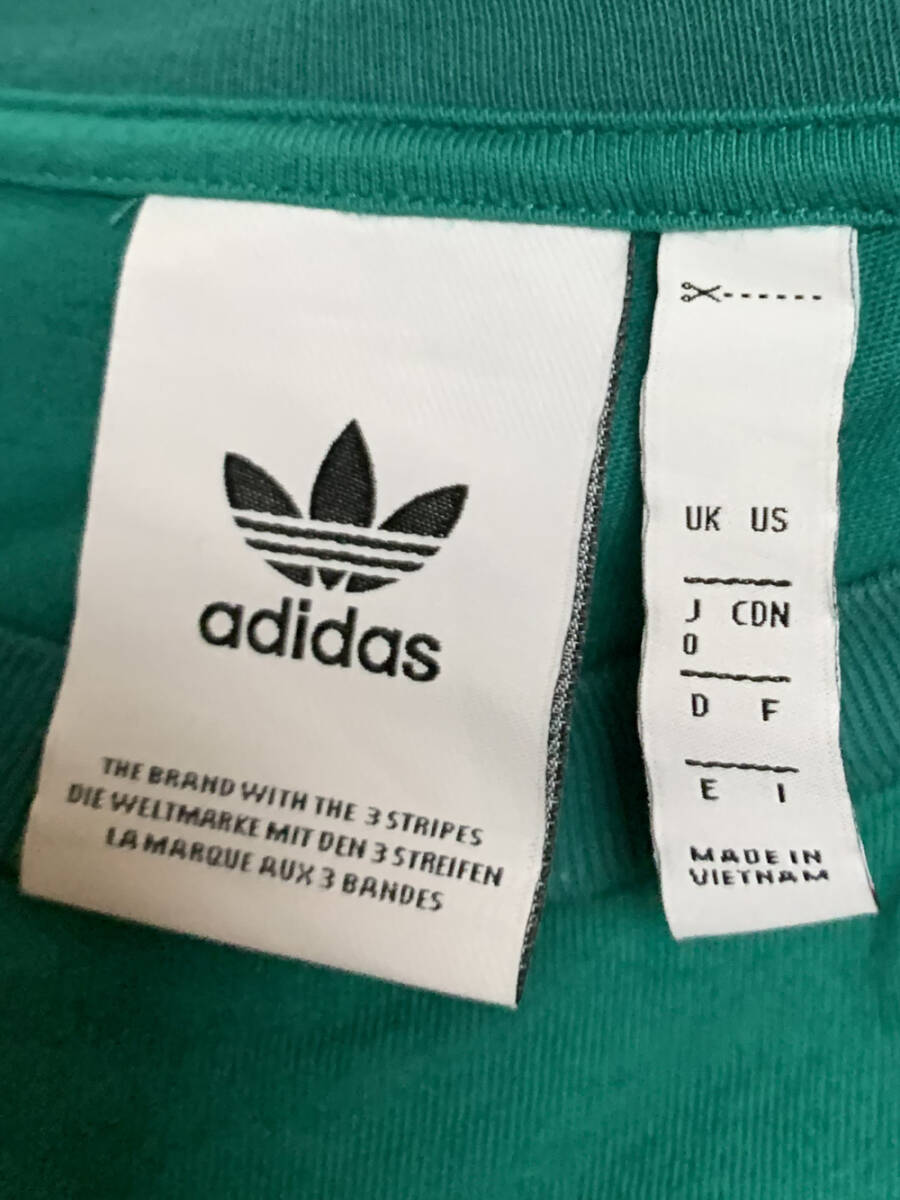 adidas
THE BRAND WITH THE 3 STRIPES
DIE WELTMARKE MIT DEN 3 STREIFEN
LA MARQUE AUX 3 BANDES
UK US
J CDN
0
D F
E I
MADE IN
VIETNAM